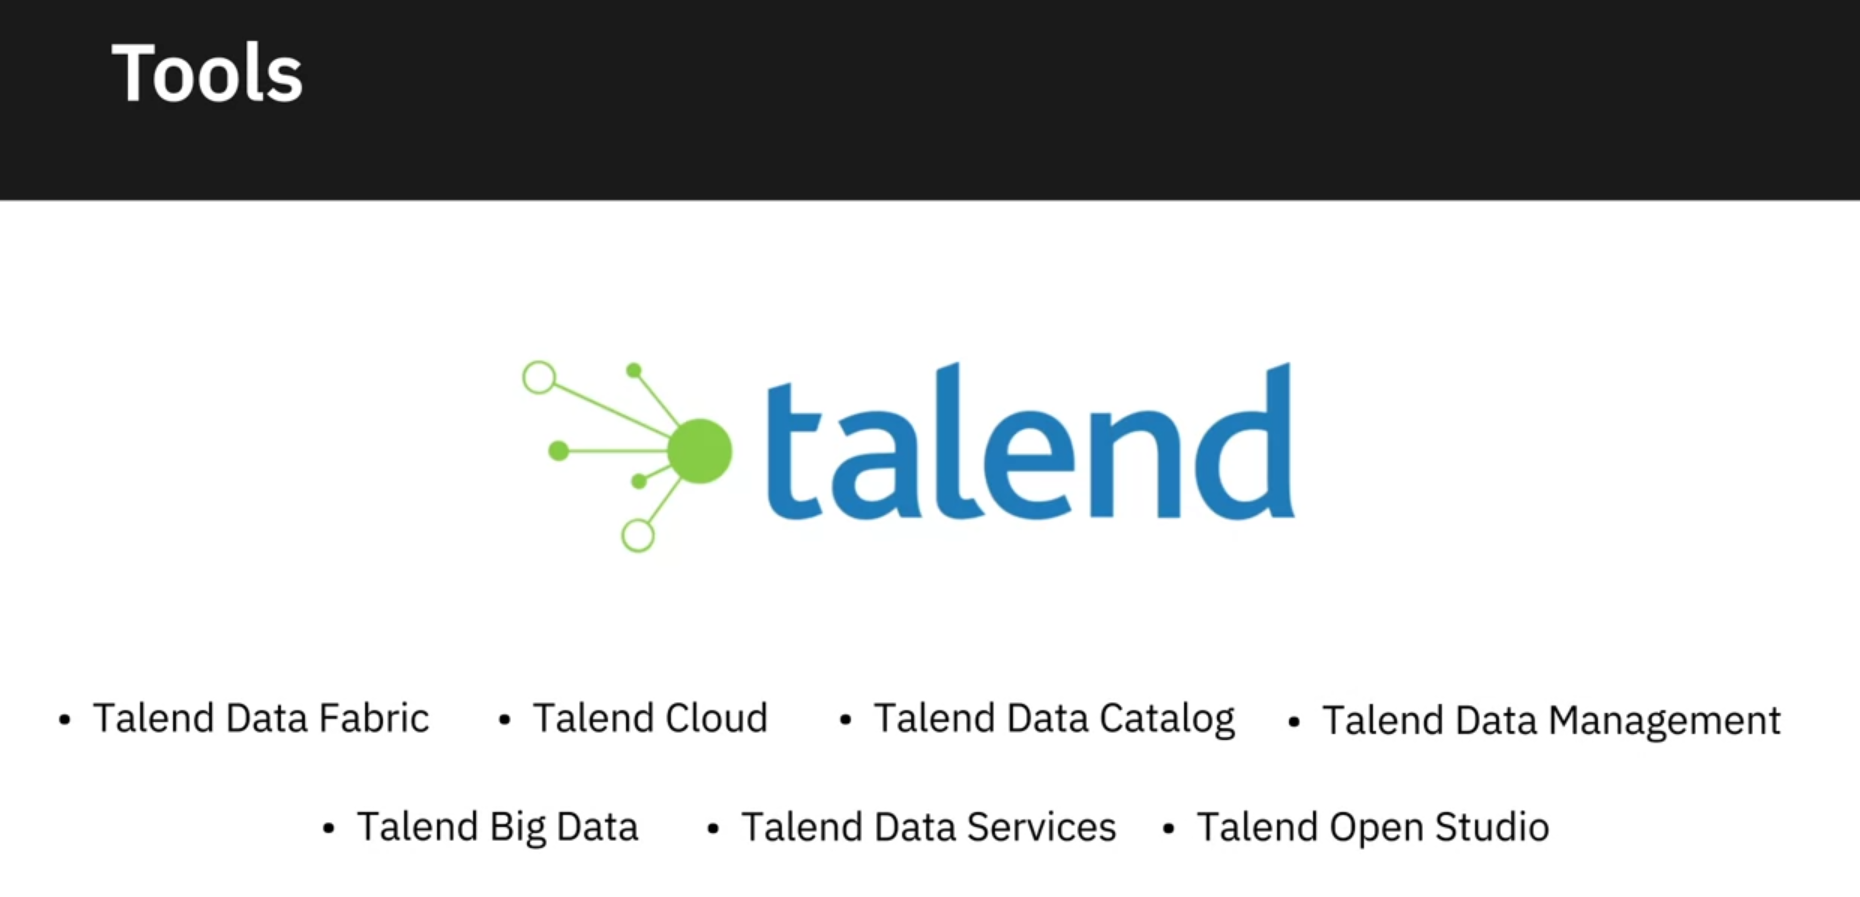 Tools
talend
• Talend Data Fabric • Talend Cloud • Talend Data Catalog • Talend Data Management
• Talend Big Data • Talend Data Services • Talend Open Studio